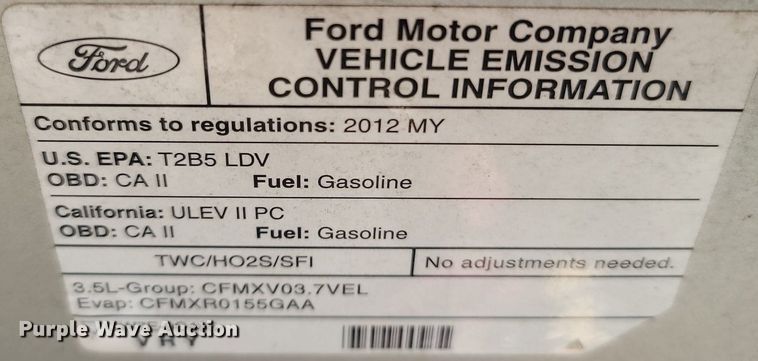 Ford
Ford Motor Company
VEHICLE EMISSION
CONTROL INFORMATION
Conforms to regulations: 2012 MY
U.S. EPA: T2B5 LDV
OBD: CA II Fuel: Gasoline
California: ULEV II PC
OBD: CA II Fuel: Gasoline
TWC/HO2S/SFI No adjustments needed.
3.5L-Group: CFMXV03.7VEL
Evap: CFMXR0155GAA
Purple Wave Auction
VRY